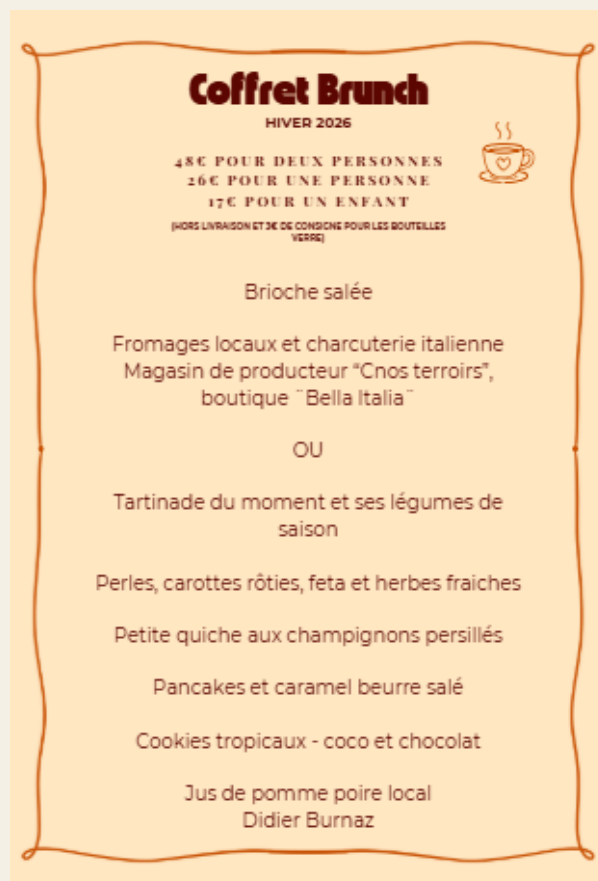 Coffret Brunch
HIVER 2026
48€ POUR DEUX PERSONNES
26€ POUR UNE PERSONNE
17€ POUR UN ENFANT
(HORS LIVRAISON ET 3€ DE CONSIGNE POUR LES BOUTEILLES
VERRE)
Brioche salée
Fromages locaux et charcuterie italienne
Magasin de producteur “Cnos terroirs”,
boutique ¨Bella Italia¨
OU
Tartinade du moment et ses légumes de
saison
Perles, carottes rôties, feta et herbes fraiches
Petite quiche aux champignons persillés
Pancakes et caramel beurre salé
Cookies tropicaux - coco et chocolat
Jus de pomme poire local
Didier Burnaz